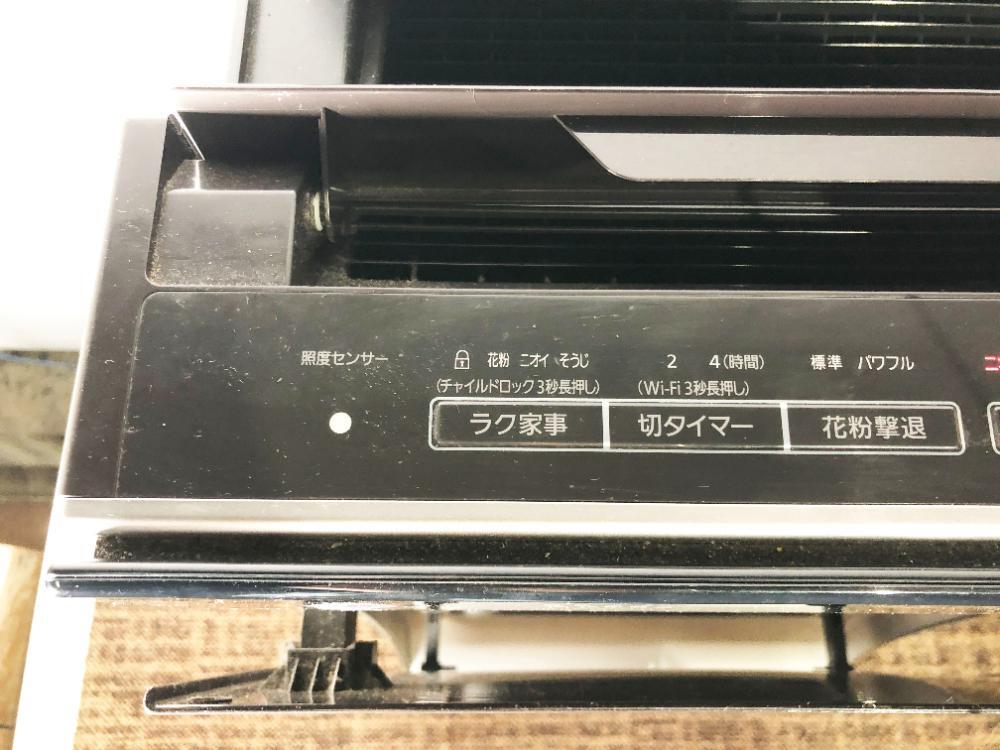 照度センサー
花粉 ニオイ そうじ 2 4(時間) 標準 パワフル
(チャイルドロック3秒長押し) (Wi-Fi 3秒長押し)
ラク家事 切タイマー 花粉撃退